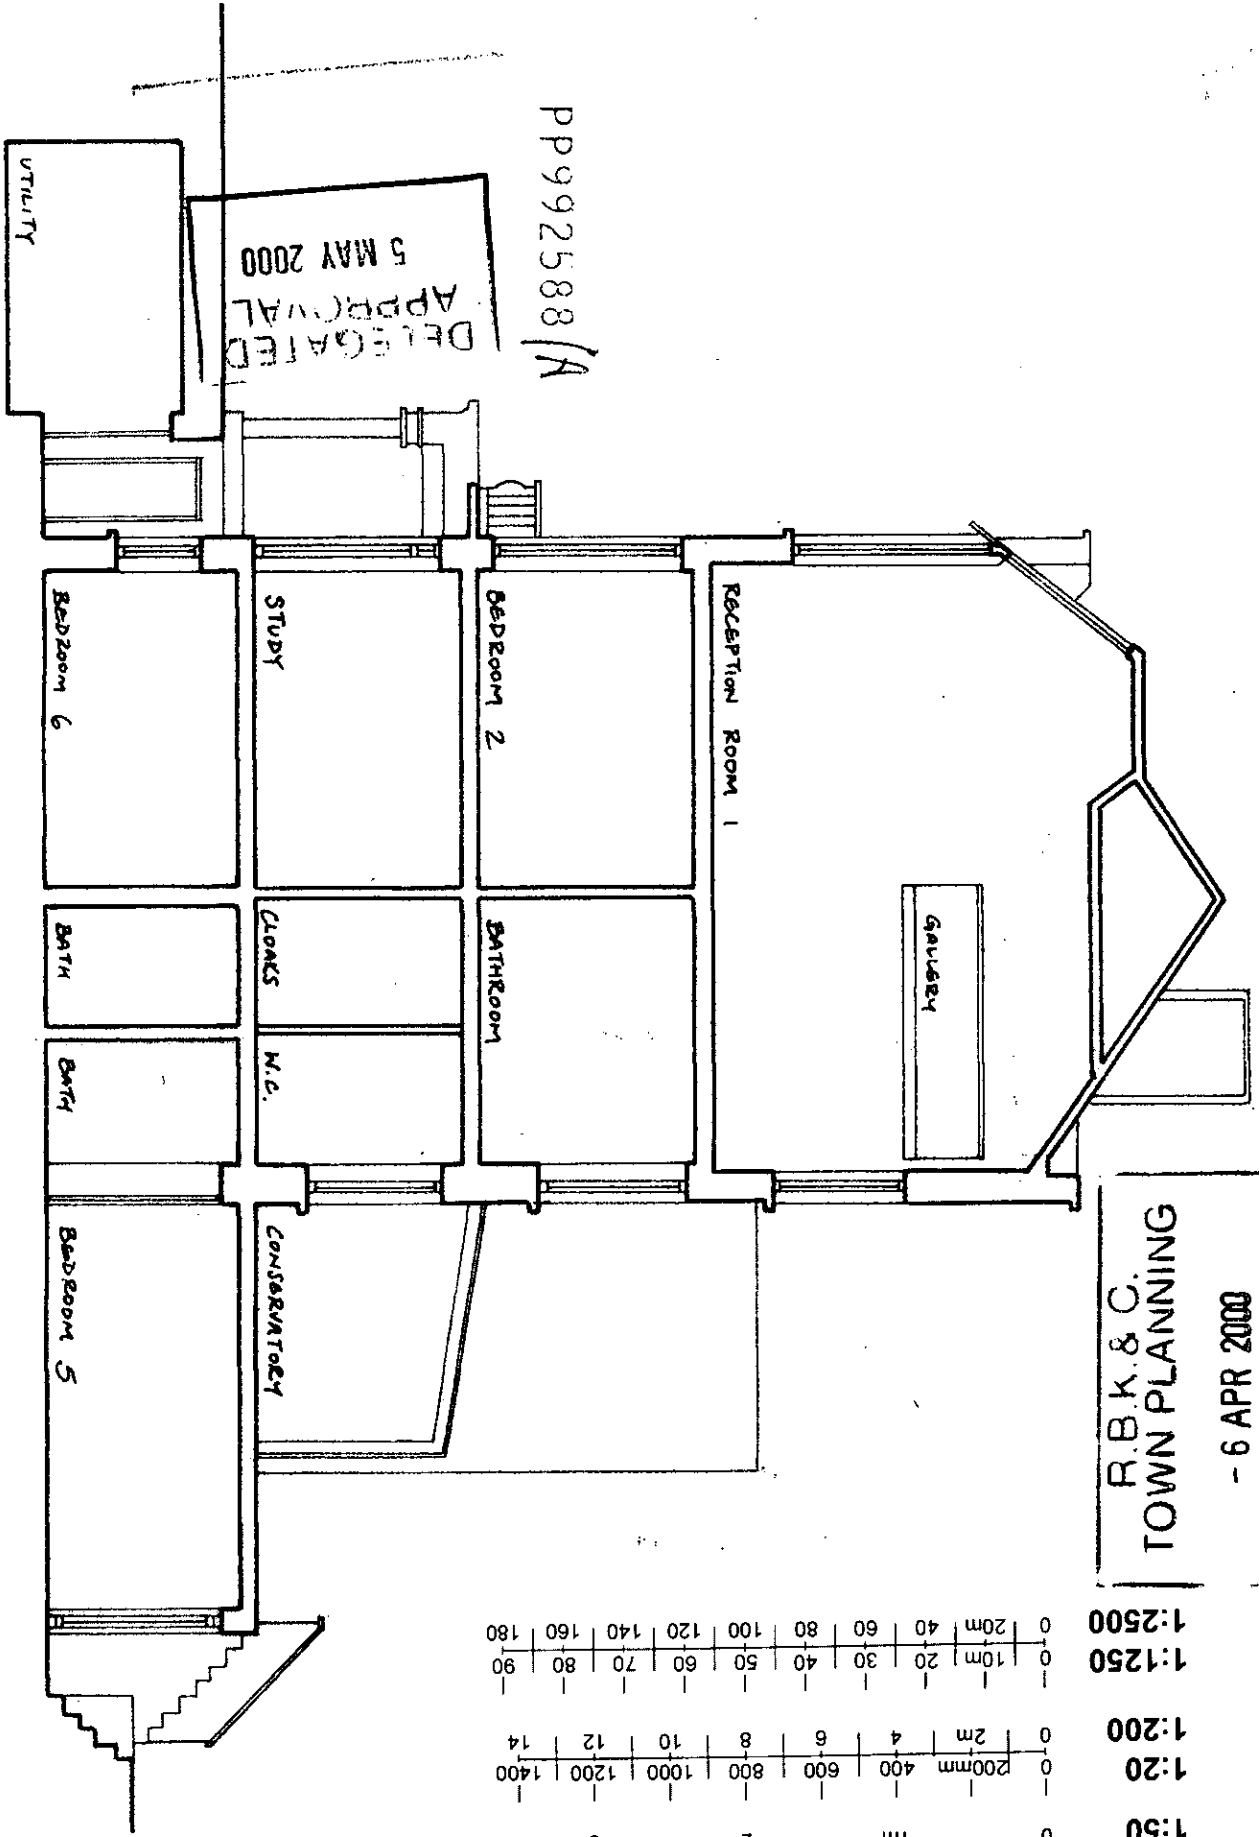 PP992588/A
DELEGATED
APPROVAL
5 MAY 2000
R.B.K.& C.
TOWN PLANNING
- 6 APR 2000
RECEPTION ROOM 1
GALLERY
BEDROOM 2
BATHROOM
STUDY
CLOAKS
W.C.
CONSERVATORY
UTILITY
BEDROOM 6
BATH
BATH
BEDROOM 5
1:2500
0 20m 40 60 80 100 120 140 160 180
1:1250
0 10m 20 30 40 50 60 70 80 90
1:200
0 2m 4 6 8 10 12 14
1:20
0 200mm 400 600 800 1000 1200 1400
1:50
0 1m